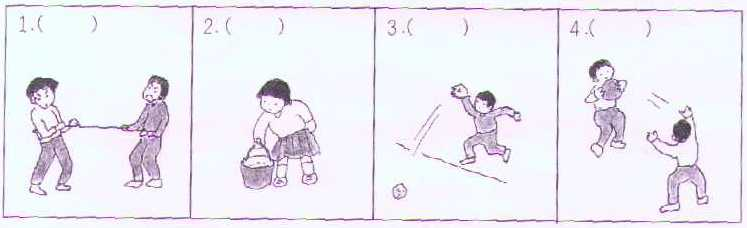 1.(    )
2.(    )
3.(    )
4.(    )